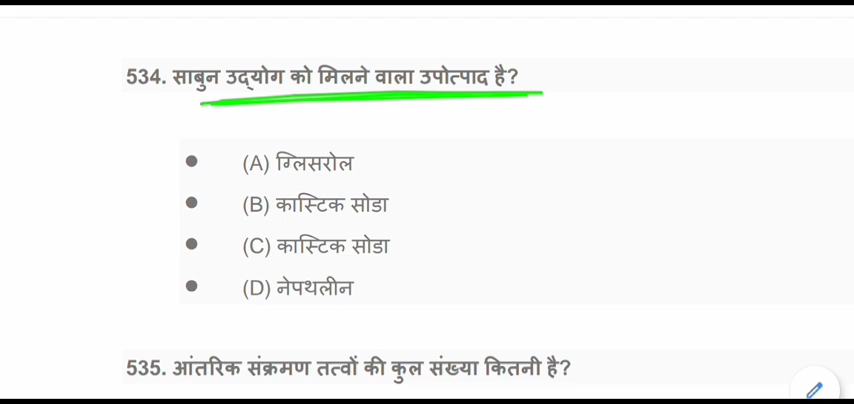 534. साबुन उद्योग को मिलने वाला उपोत्पाद है?
(A) ग्लिसरोल
(B) कास्टिक सोडा
(C) कास्टिक सोडा
(D) नेपथलीन
535. आंतरिक संक्रमण तत्वों की कुल संख्या कितनी है?